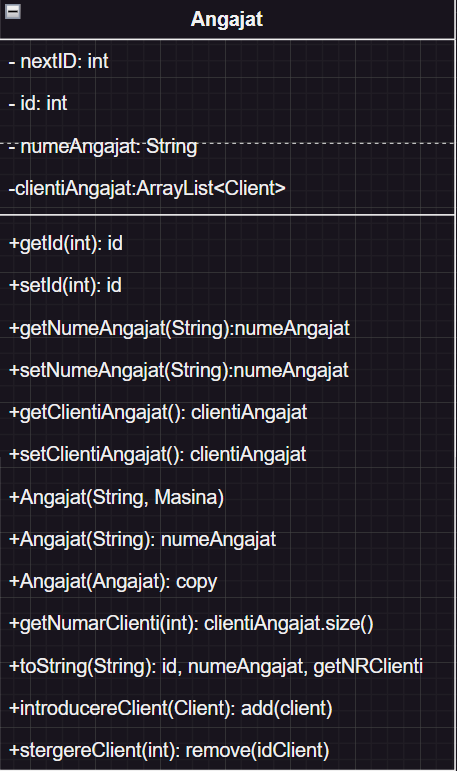 Angajat
- nextID: int
- id: int
- numeAngajat: String
-clientiAngajat:ArrayList<Client>
+getId(int): id
+setId(int): id
+getNumeAngajat(String):numeAngajat
+setNumeAngajat(String):numeAngajat
+getClientiAngajat(): clientiAngajat
+setClientiAngajat(): clientiAngajat
+Angajat(String, Masina)
+Angajat(String): numeAngajat
+Angajat(Angajat): copy
+getNumarClienti(int): clientiAngajat.size()
+toString(String): id, numeAngajat, getNRClienti
+introducereClient(Client): add(client)
+stergereClient(int): remove(idClient)